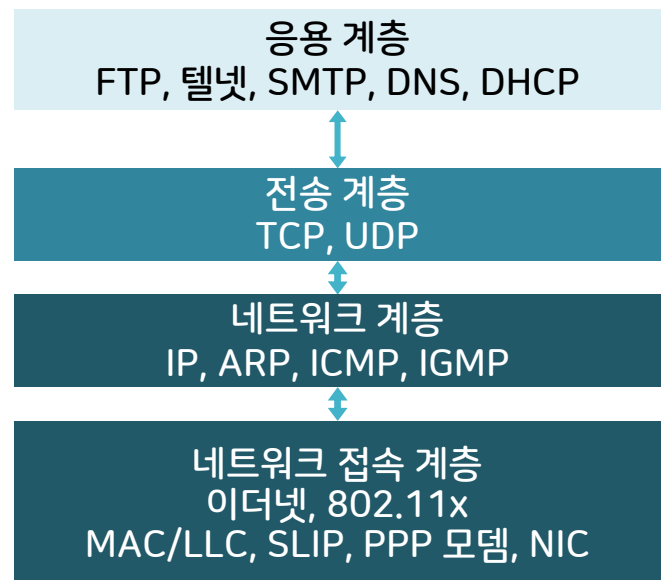 응용 계층
FTP, 텔넷, SMTP, DNS, DHCP
전송 계층
TCP, UDP
네트워크 계층
IP, ARP, ICMP, IGMP
네트워크 접속 계층
이더넷, 802.11x
MAC/LLC, SLIP, PPP 모뎀, NIC